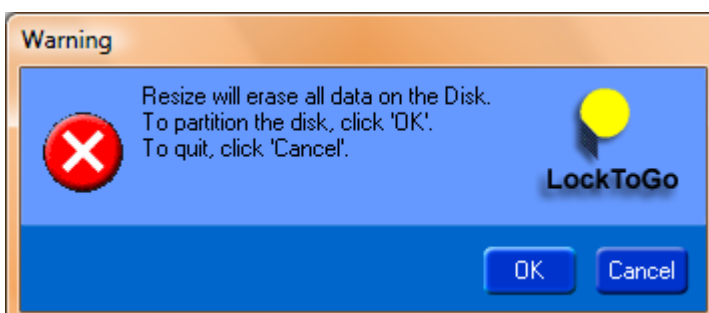 Warning
Resize will erase all data on the Disk.
To partition the disk, click 'OK'.
To quit, click 'Cancel'.
LockToGo
OK
Cancel